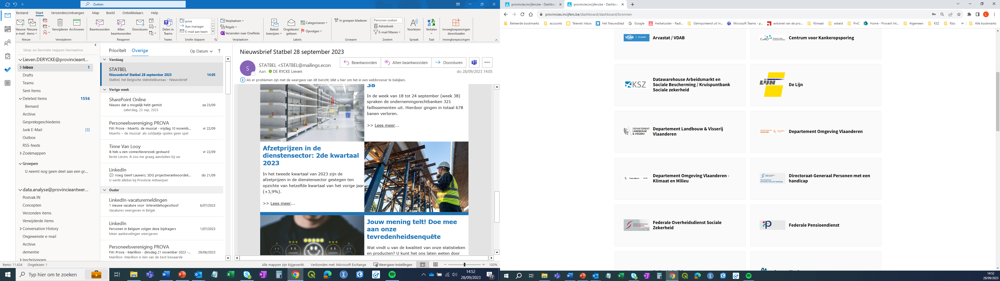 Zoeken
Bestand
Start
Verzenden/ontvangen
Map
Beeld
Ontwikkelaars
Help
Nieuwe e-mail
Nieuwe items
Nieuw
Verwijderen
Archiveren
Verwijderen
Beantwoorden
Allen beantwoorden
Doorsturen
Reageren
Delen in Teams
Teams
prive
Aan manager
E-mail aan team
Snelle stappen
Verplaatsen
Regels
Verzenden naar OneNote
Verplaatsen
Beleid toewijzen
Ongelezen/ gelezen
Categoriseren
Opvolgen
Labels
In groepen bladeren
Groepen
Personen zoeken
Adresboek
E-mail filteren
Zoeken
Voorlezen
Spraak
Vertalen
Taal
Invoegtoepassingen downloaden
Invoegtoepassingen
Sleep uw favoriete mappen hiernaartoe
Lieven.DERYCKE@provincieant...
Inbox 1
Drafts
Teams
Sent Items
Deleted Items 1556
Bernard
Archive
Gespreksgeschiedenis
Junk E-Mail [3]
Outbox
RSS-feeds
Zoekmappen
Groepen
U neemt nog geen deel aan een gr...
data.analyse@provincieantwer...
Postvak IN
Concepten
Verzonden items
Verwijderde items
Conversation History
Ongewenste e-mail
Archive
dementie
Inschrijvingen
Prioriteit
Overige
Op Datum
Vandaag
STATBEL
Nieuwsbrief Statbel 28 september 2023 14:05
Statbel, het Belgische statistiekbureau - Nieuwsbrief
Vorige week
SharePoint Online
Nieuws dat u mogelijk hebt gemist za 23/09
zaterdag, 23 sep, 2023
Personeelsvereniging PROVA
FW: Prova - Muerto, de musical - vrijdag 10 novemb... vr 22/09
Muerto – de musical als soldaatje spelen geen spel
Tinne Van Looy
Ik heb u een connectieverzoek gestuurd vr 22/09
Beste Lieven, ik zou me graag aansluiten bij uw
LinkedIn
Voeg Geert Lauwers, SDG projectverantwoordeli... do 21/09
U werkt allebei bij Provincie Antwerpen
Ouder
LinkedIn-vacaturemeldingen
1 nieuwe vacature voor 'Arteveldehogeschool' 6/07/2023
Vacatures weergeven in België
LinkedIn
Personen in Belgium volgen deze bijdragers 1/07/2023
Meer aanbevelingen weergeven
Personeelsvereniging PROVA
FW: Prova - Marillion - dinsdag 21 november 2023 -... 29/06/2023
Marillion Marillion is één van de best bewaarde
Nieuwsbrief Statbel 28 september 2023
S
STATBEL <STATBEL@mailings.econ
Aan DE RYCKE Lieven
Beantwoorden
Allen beantwoorden
Doorsturen
do 28/09/2023 14:05
Als er problemen zijn met de weergave van dit bericht, klikt u hier om het in een webbrowser te bekijken.
38
In de week van 18 tot 24 september (week 38)
spraken de ondernemingsrechtbanken 321
faillissementen uit. Hierdoor gingen in totaal 678
banen verloren.
>> Lees meer...
Afzetprijzen in de
dienstensector: 2de kwartaal
2023
In het tweede kwartaal van 2023 zijn de
afzetprijzen in de dienstensector gestegen ten
opzichte van hetzelfde kwartaal van het vorige jaar
(+3,9%).
>> Lees meer...
Jouw mening telt! Doe mee
aan onze
tevredenheidsenquête
Wat vindt u van de kwaliteit van onze statistieken
en producten? U kunt het ons laten weten door
Items: 11.634
Ongelezen: 1
Alle mappen zijn bijgewerkt.
Verbonden met: Microsoft Exchange
Weergave-instellingen
100%
Typ hier om te zoeken
14:52
28/09/2023
17
provincies.incijfers.be - Dashboa
provincies.incijfers.be - Dashboa
provincies.incijfers.be/dashboard/dashboard/bronnen
L
Beheerde bookmarks
accounts
Telenet: Inbox
Het Nieuwsblad
Google
Herbeluister - Radi...
Geïmporteerd uit In...
Microsoft Teams - p...
extranet van de pro...
Klimaat
arbeid
PinC
Home - Provant Int...
Algemeen
KSZ
Kbo
Alle bookmarks
VDAB Arvastat
Arvastat / VDAB
CvKO
Centrum voor Kankeropsporing
KSZ
Datawarehouse Arbeidsmarkt en
Sociale Bescherming / Kruispuntbank
Sociale zekerheid
DE LIJN
De Lijn
DEPARTEMENT
LANDBOUW
& VISSERIJ
Departement Landbouw & Visserij
Vlaanderen
DEPARTEMENT
OMGEVING
Vlaanderen
Departement Omgeving Vlaanderen
Vlaanderen
Departement Omgeving Vlaanderen -
Klimaat en Milieu
Personen met een handicap
Directoraat-Generaal Personen met een
handicap
Federale Overheidsdienst
Sociale Zekerheid
Federale Overheidsdienst Sociale
Zekerheid
Federale Pensioendienst
14:52
28/09/2023